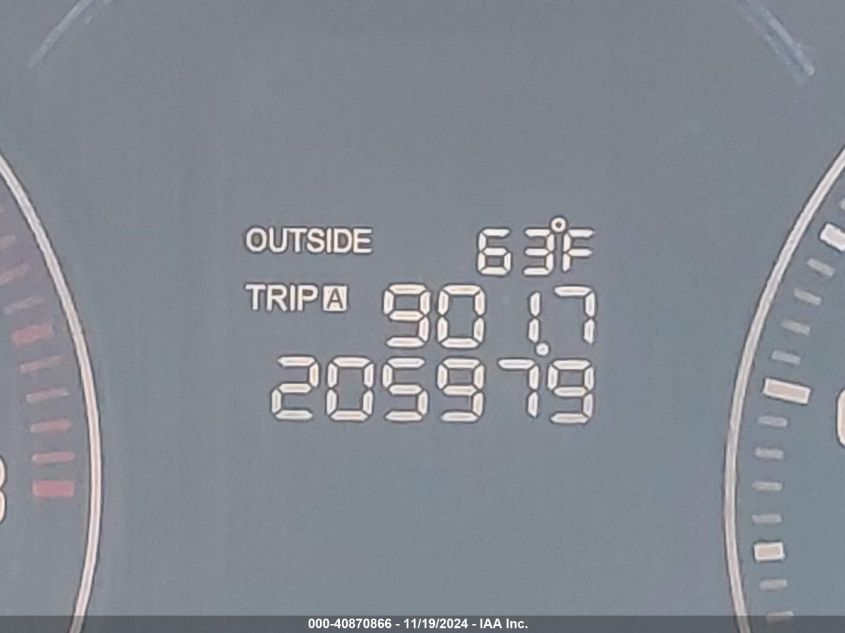 OUTSIDE 63°F
TRIP A 901.7
205979
000-40870866 - 11/19/2024 - IAA Inc.